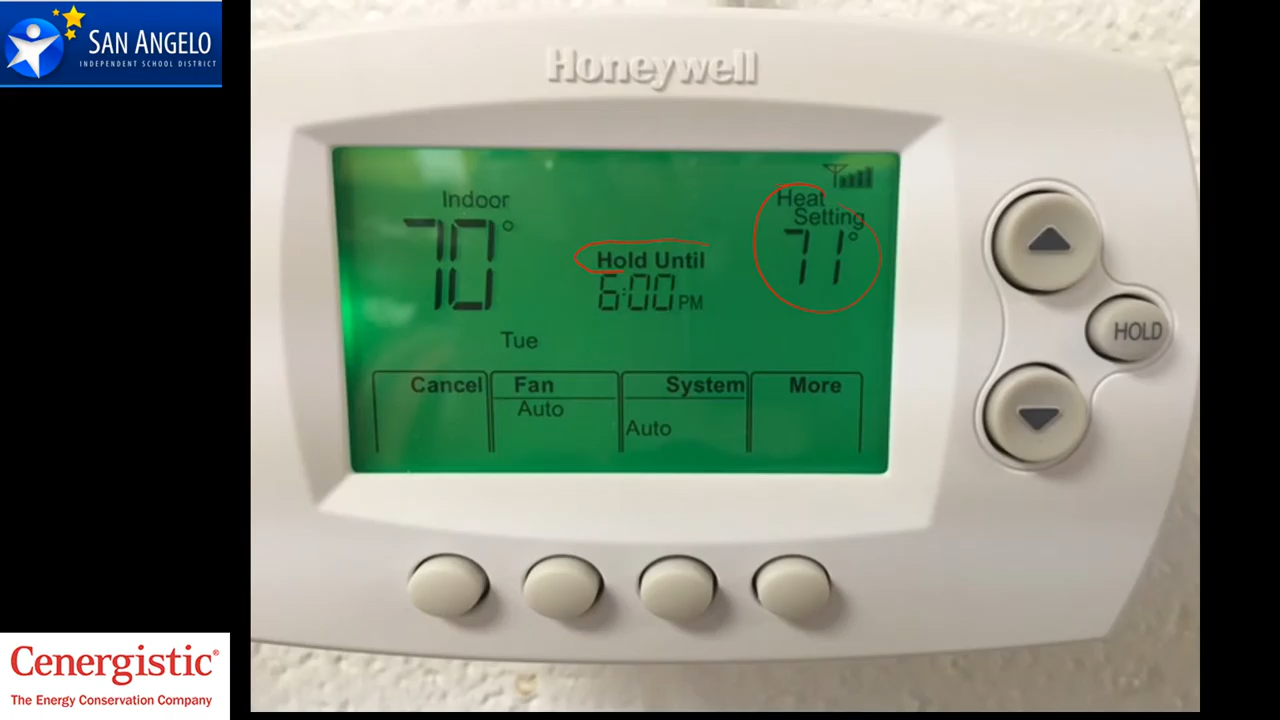 SAN ANGELO
INDEPENDENT SCHOOL DISTRICT
Honeywell
Indoor
70°
Hold Until
6:00 PM
Heat
Setting
71°
Tue
Cancel Fan System More
Auto
Auto
HOLD
Cenergistic®
The Energy Conservation Company